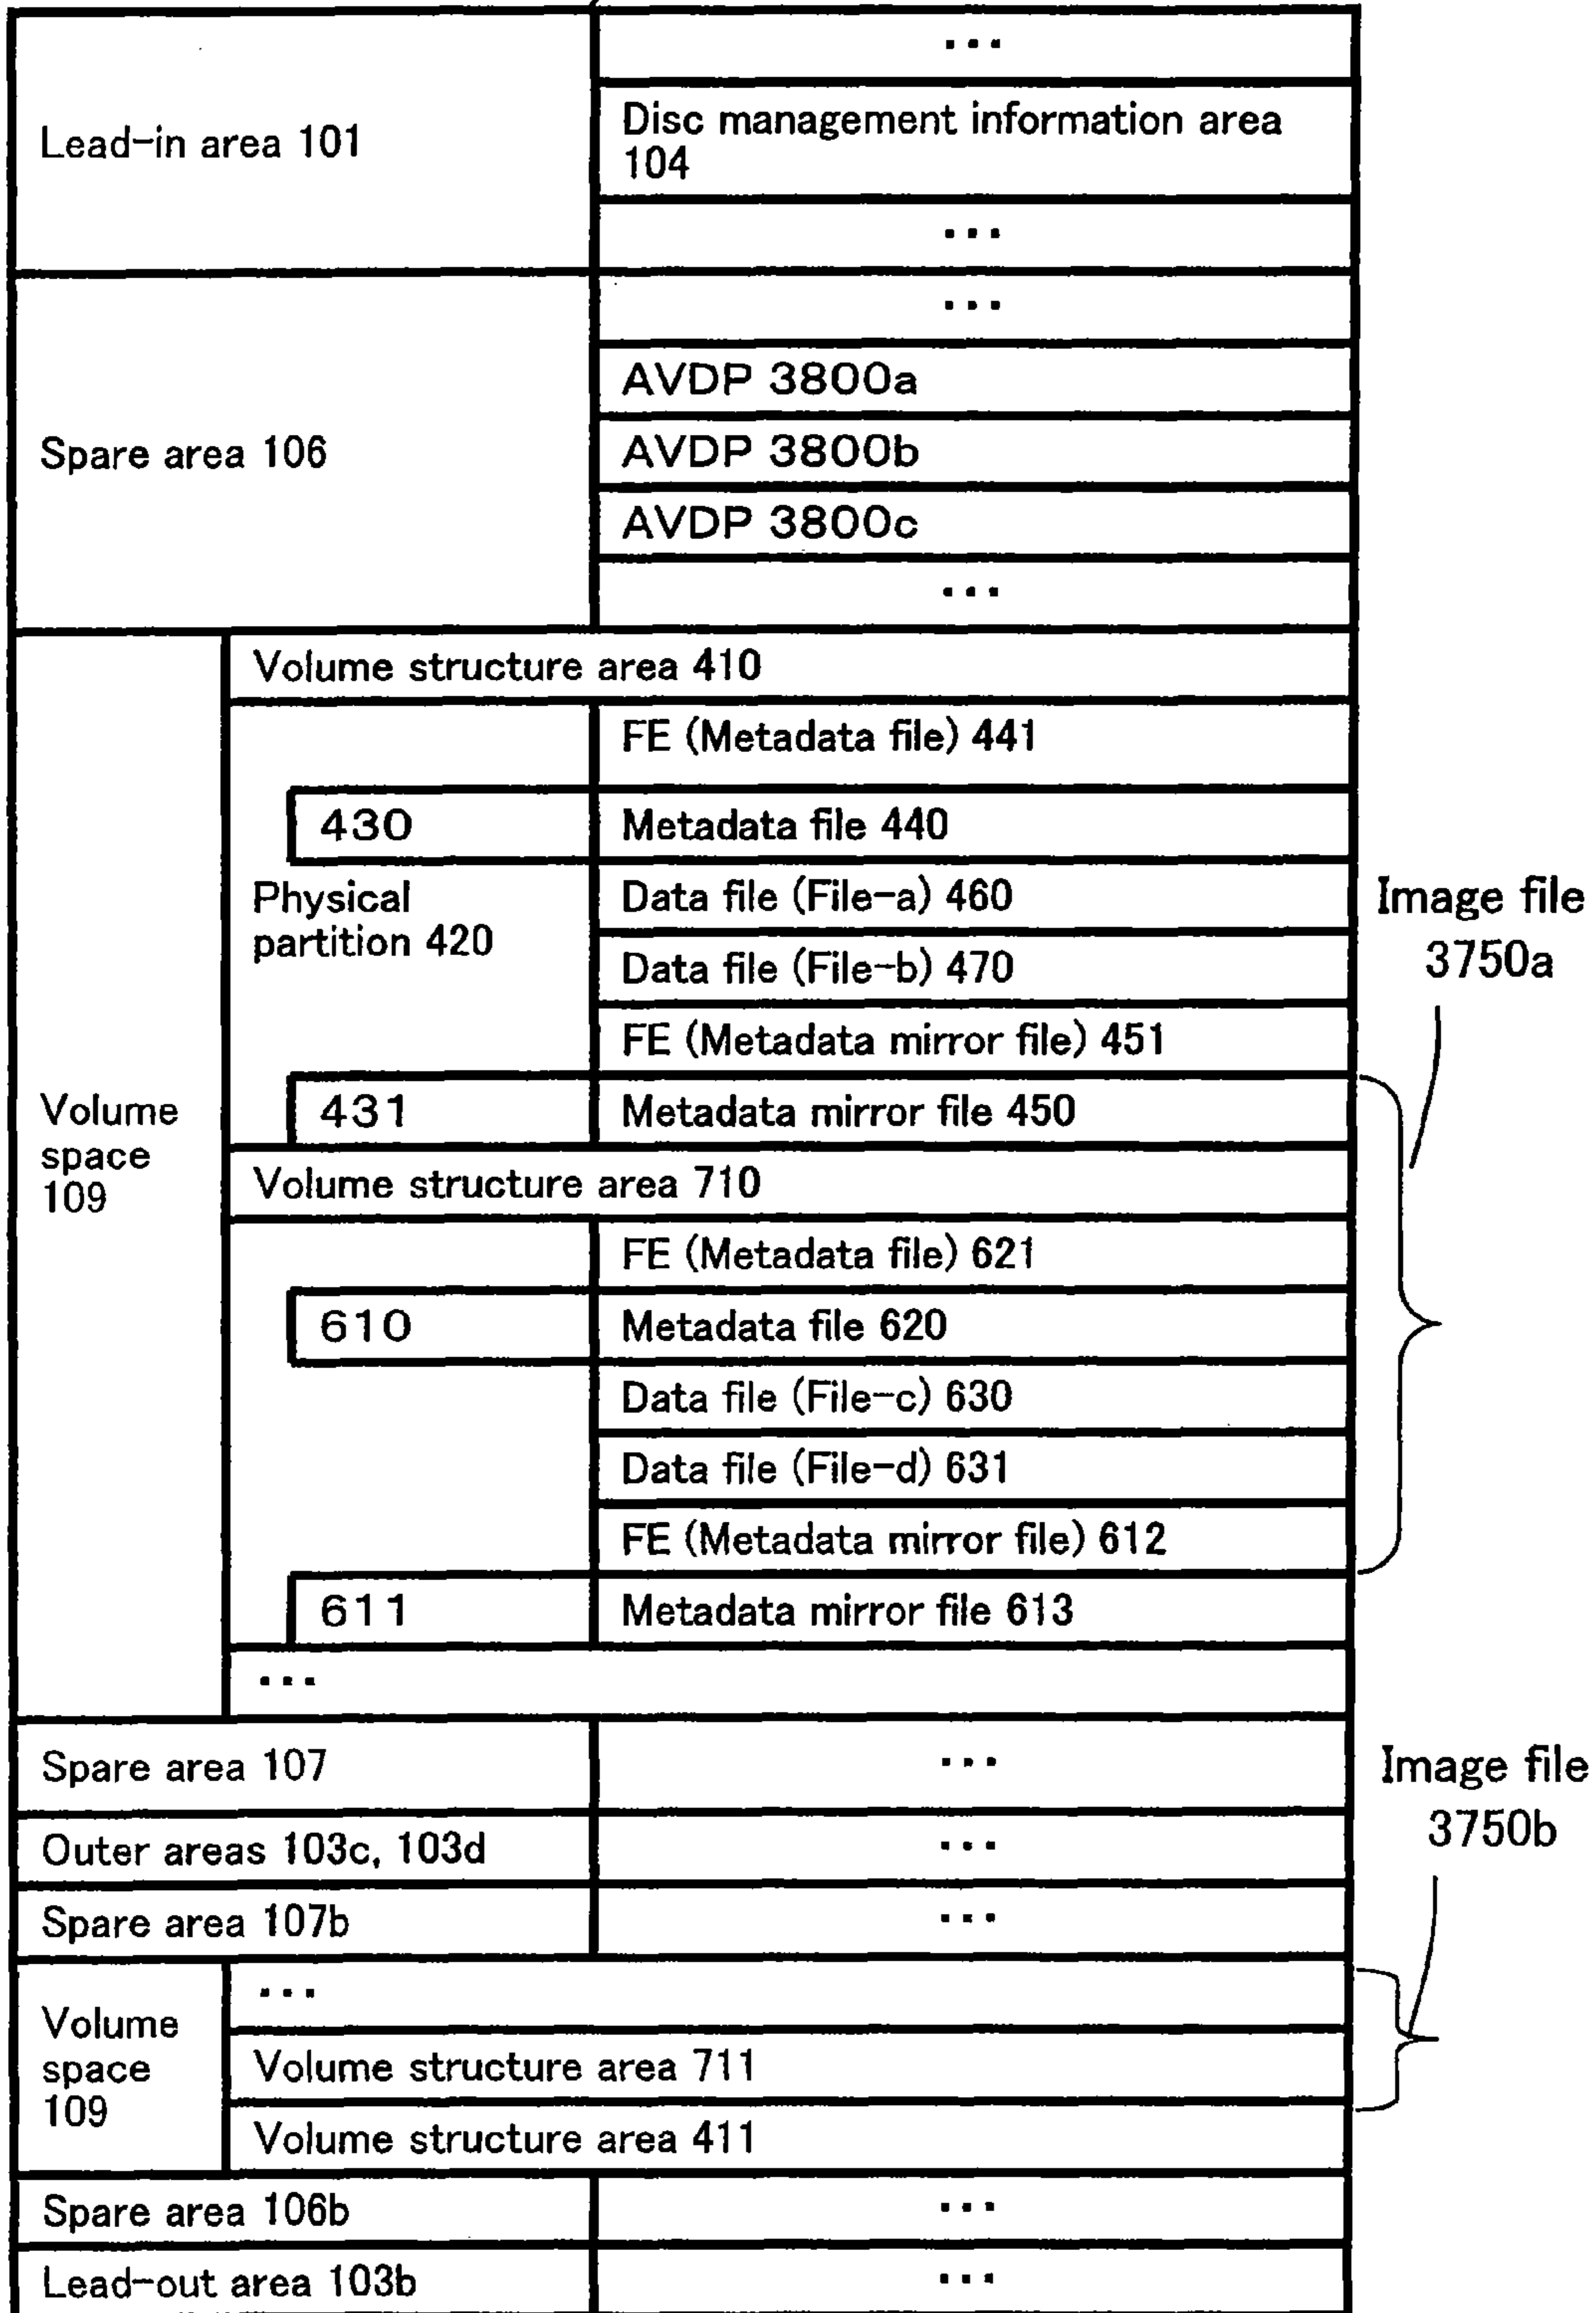 ...
Lead-in area 101
Disc management information area
104
...
...
AVDP 3800a
Spare area 106
AVDP 3800b
AVDP 3800c
...
Volume structure area 410
FE (Metadata file) 441
430
Metadata file 440
Physical
partition 420
Data file (File-a) 460
Image file
3750a
Data file (File-b) 470
FE (Metadata mirror file) 451
Volume
space
109
431
Metadata mirror file 450
Volume structure area 710
FE (Metadata file) 621
610
Metadata file 620
Data file (File-c) 630
Data file (File-d) 631
FE (Metadata mirror file) 612
611
Metadata mirror file 613
...
Spare area 107
...
Image file
3750b
Outer areas 103c, 103d
...
Spare area 107b
...
Volume
space
109
...
Volume structure area 711
Volume structure area 411
Spare area 106b
...
Lead-out area 103b
...